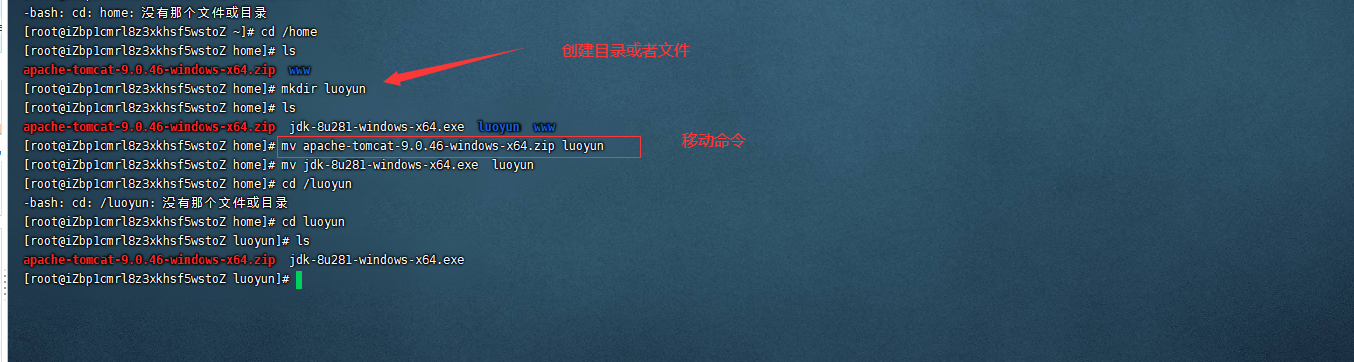 -bash: cd: home: 没有那个文件或目录
[root@iZbp1cmrl8z3xkhsf5wstoZ ~]# cd /home
[root@iZbp1cmrl8z3xkhsf5wstoZ home]# ls
创建目录或者文件
apache-tomcat-9.0.46-windows-x64.zip  www
[root@iZbp1cmrl8z3xkhsf5wstoZ home]# mkdir luoyun
[root@iZbp1cmrl8z3xkhsf5wstoZ home]# ls
apache-tomcat-9.0.46-windows-x64.zip  jdk-8u281-windows-x64.exe  luoyun  www
[root@iZbp1cmrl8z3xkhsf5wstoZ home]# mv apache-tomcat-9.0.46-windows-x64.zip luoyun
移动命令
[root@iZbp1cmrl8z3xkhsf5wstoZ home]# mv jdk-8u281-windows-x64.exe  luoyun
[root@iZbp1cmrl8z3xkhsf5wstoZ home]# cd /luoyun
-bash: cd: /luoyun: 没有那个文件或目录
[root@iZbp1cmrl8z3xkhsf5wstoZ home]# cd luoyun
[root@iZbp1cmrl8z3xkhsf5wstoZ luoyun]# ls
apache-tomcat-9.0.46-windows-x64.zip  jdk-8u281-windows-x64.exe
[root@iZbp1cmrl8z3xkhsf5wstoZ luoyun]#